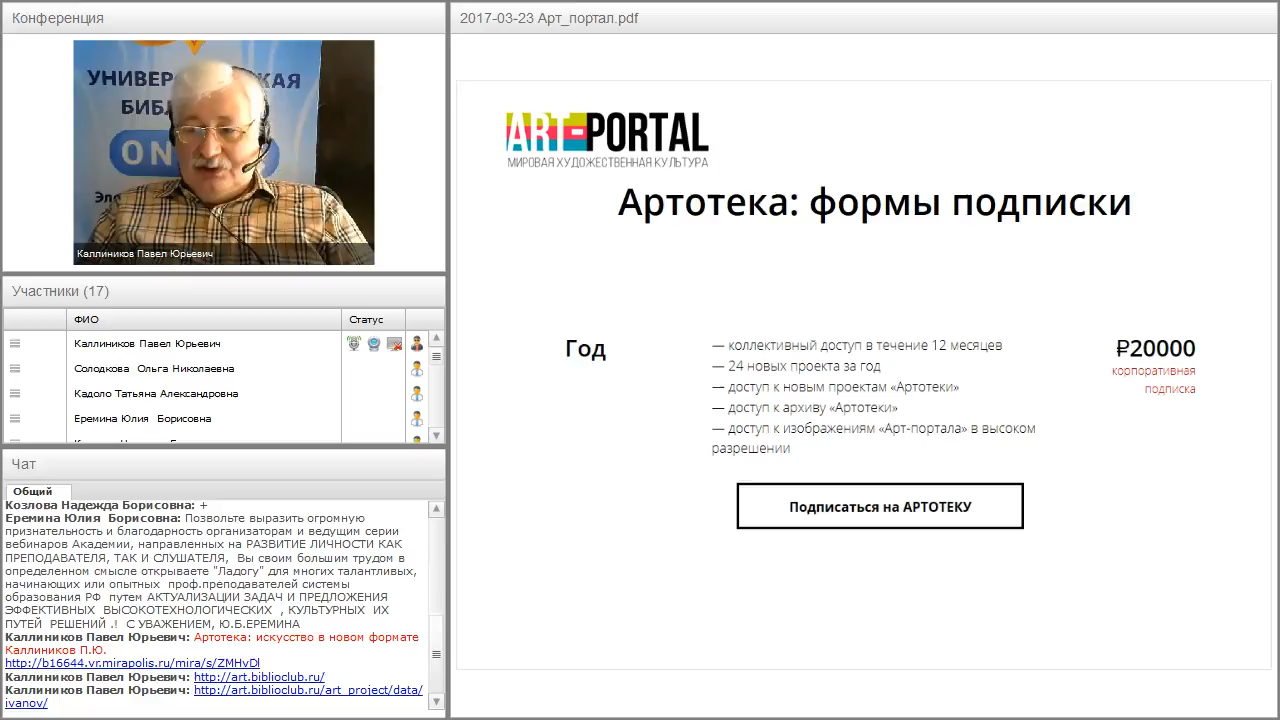 Конференция
УНИВЕР КАЯ
ON
Каллиников Павел Юрьевич
Участники (17)
ФИО Статус
Каллиников Павел Юрьевич
Солодкова Ольга Николаевна
Кадоло Татьяна Александровна
Еремина Юлия Борисовна
Чат
Общий
Козлова Надежда Борисовна: +
Еремина Юлия Борисовна: Позвольте выразить огромную
признательность и благодарность организаторам и ведущим серии
вебинаров Академии, направленных на РАЗВИТИЕ ЛИЧНОСТИ КАК
ПРЕПОДАВАТЕЛЯ, ТАК И СЛУШАТЕЛЯ, Вы своим большим трудом в
определенном смысле открываете "Ладогу" для многих талантливых,
начинающих или опытных проф.преподавателей системы
образования РФ путем АКТУАЛИЗАЦИИ ЗАДАЧ И ПРЕДЛОЖЕНИЯ
ЭФФЕКТИВНЫХ ВЫСОКОТЕХНОЛОГИЧЕСКИХ , КУЛЬТУРНЫХ ИХ
ПУТЕЙ РЕШЕНИЙ .! С УВАЖЕНИЕМ, Ю.Б.ЕРЕМИНА
Каллиников Павел Юрьевич: Артотека: искусство в новом формате
Каллиников П.Ю.
http://b16644.vr.mirapolis.ru/mira/s/ZMHvDl
Каллиников Павел Юрьевич: http://art.biblioclub.ru/
Каллиников Павел Юрьевич: http://art.biblioclub.ru/art_project/data/
ivanov/
2017-03-23 Арт_портал.pdf
ART-PORTAL
МИРОВАЯ ХУДОЖЕСТВЕННАЯ КУЛЬТУРА
Артотека: формы подписки
Год
— коллективный доступ в течение 12 месяцев
— 24 новых проекта за год
— доступ к новым проектам «Артотеки»
— доступ к архиву «Артотеки»
— доступ к изображениям «Арт-портала» в высоком
разрешении
₽20000
корпоративная
подписка
Подписаться на АРТОТЕКУ